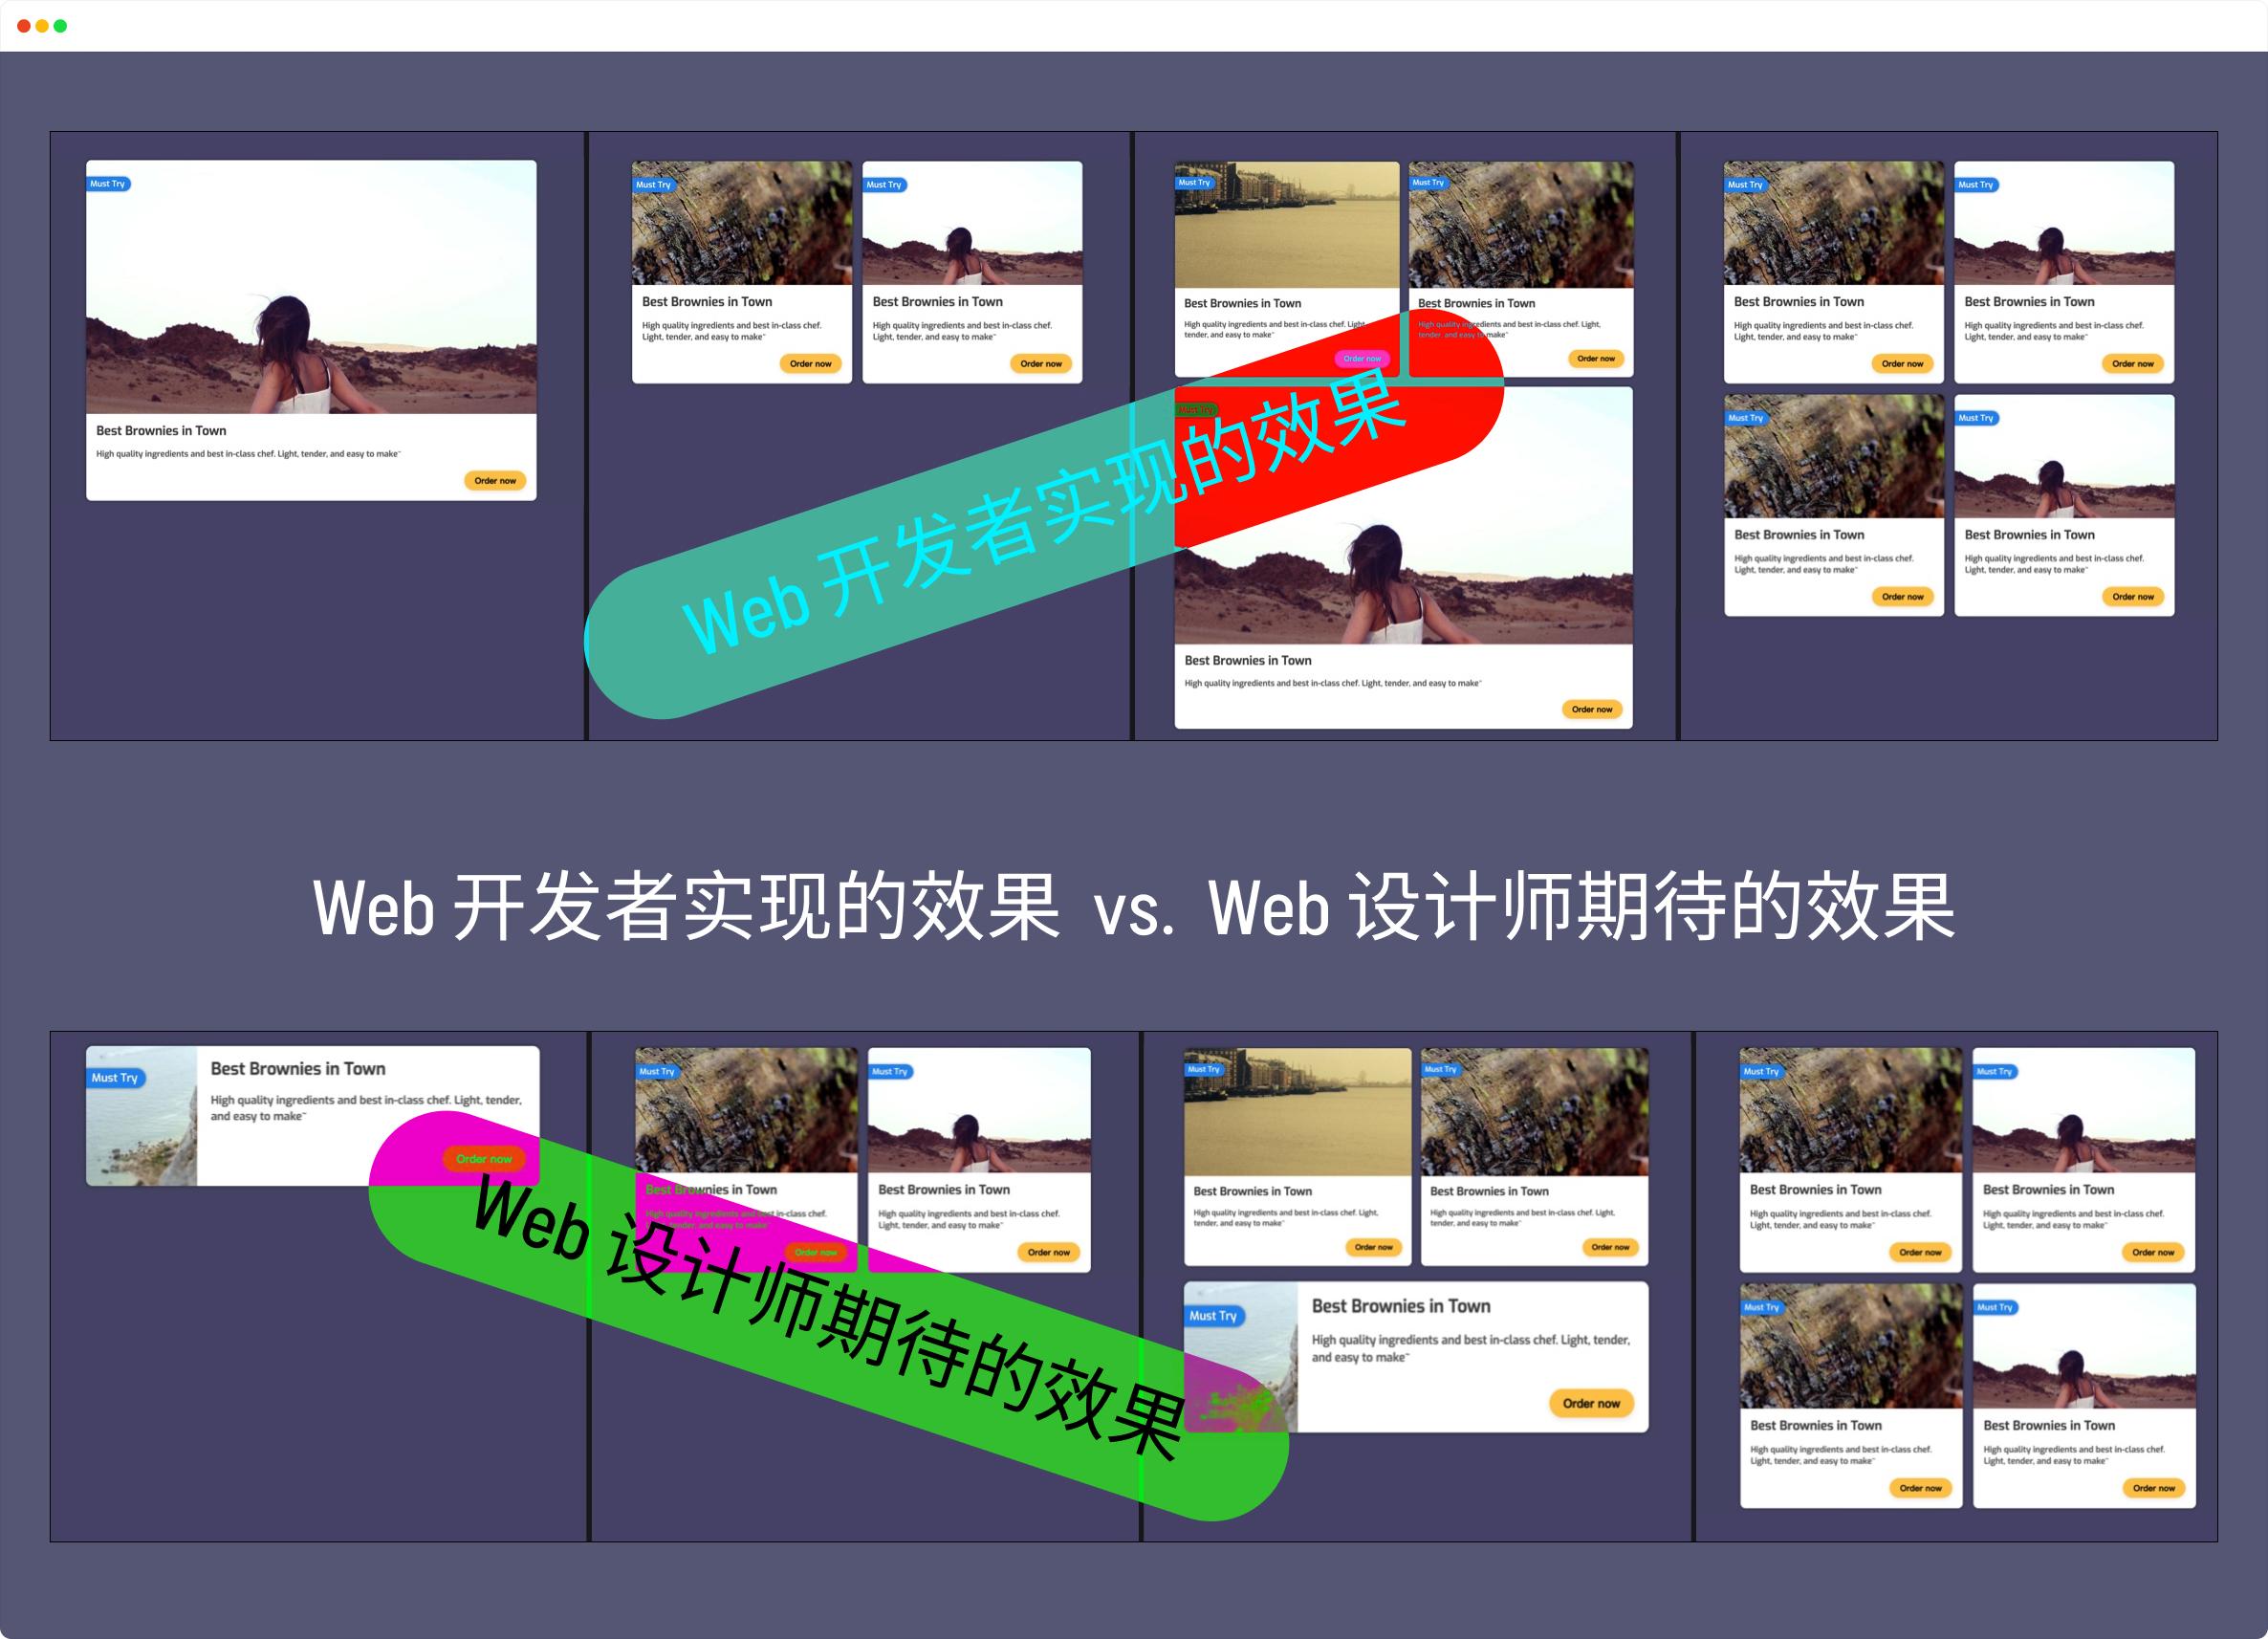 Must Try
Best Brownies in Town
High quality ingredients and best in-class chef. Light, tender, and easy to make~
Order now
Must Try
Best Brownies in Town
High quality ingredients and best in-class chef.
Light, tender, and easy to make~
Order now
Must Try
Best Brownies in Town
High quality ingredients and best in-class chef.
Light, tender, and easy to make~
Order now
Must Try
Best Brownies in Town
High quality ingredients and best in-class chef. Light,
tender, and easy to make~
Order now
Must Try
Best Brownies in Town
High quality ingredients and best in-class chef. Light,
tender, and easy to make~
Order now
Must Try
Best Brownies in Town
High quality ingredients and best in-class chef. Light, tender, and easy to make~
Order now
Must Try
Best Brownies in Town
High quality ingredients and best in-class chef.
Light, tender, and easy to make~
Order now
Must Try
Best Brownies in Town
High quality ingredients and best in-class chef.
Light, tender, and easy to make~
Order now
Must Try
Best Brownies in Town
High quality ingredients and best in-class chef.
Light, tender, and easy to make~
Order now
Must Try
Best Brownies in Town
High quality ingredients and best in-class chef.
Light, tender, and easy to make~
Order now
Web 开发者实现的效果
Web 开发者实现的效果 vs. Web 设计师期待的效果
Must Try
Best Brownies in Town
High quality ingredients and best in-class chef. Light, tender,
and easy to make~
Order now
Must Try
Best Brownies in Town
High quality ingredients and best in-class chef.
Light, tender, and easy to make~
Order now
Must Try
Best Brownies in Town
High quality ingredients and best in-class chef.
Light, tender, and easy to make~
Order now
Must Try
Best Brownies in Town
High quality ingredients and best in-class chef. Light,
tender, and easy to make~
Order now
Must Try
Best Brownies in Town
High quality ingredients and best in-class chef. Light,
tender, and easy to make~
Order now
Must Try
Best Brownies in Town
High quality ingredients and best in-class chef. Light, tender,
and easy to make~
Order now
Must Try
Best Brownies in Town
High quality ingredients and best in-class chef.
Light, tender, and easy to make~
Order now
Must Try
Best Brownies in Town
High quality ingredients and best in-class chef.
Light, tender, and easy to make~
Order now
Must Try
Best Brownies in Town
High quality ingredients and best in-class chef.
Light, tender, and easy to make~
Order now
Must Try
Best Brownies in Town
High quality ingredients and best in-class chef.
Light, tender, and easy to make~
Order now
Web 设计师期待的效果